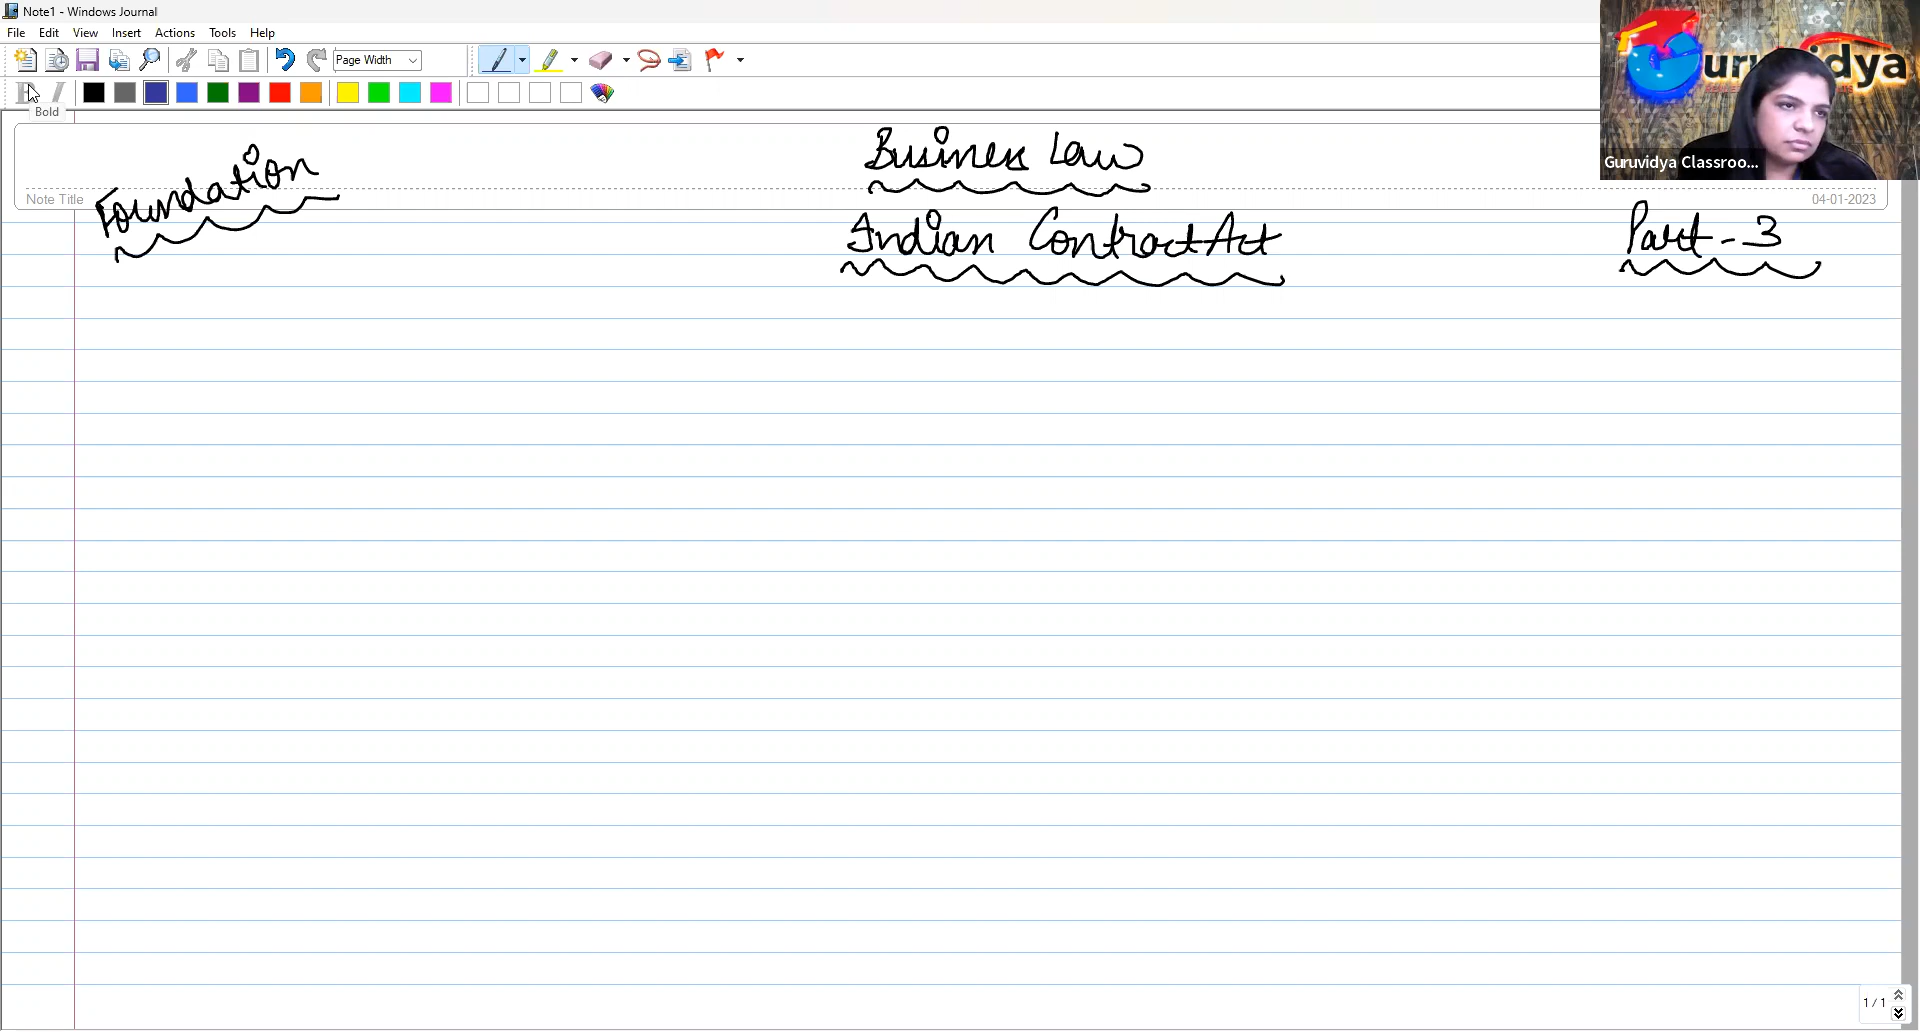 Note1 - Windows Journal
File Edit View Insert Actions Tools Help
Page Width
Bold
Guruvidya
Guruvidya Classroo...
Foundation
Business Law
Note Title
04-01-2023
Indian Contract Act
Part - 3
1 / 1